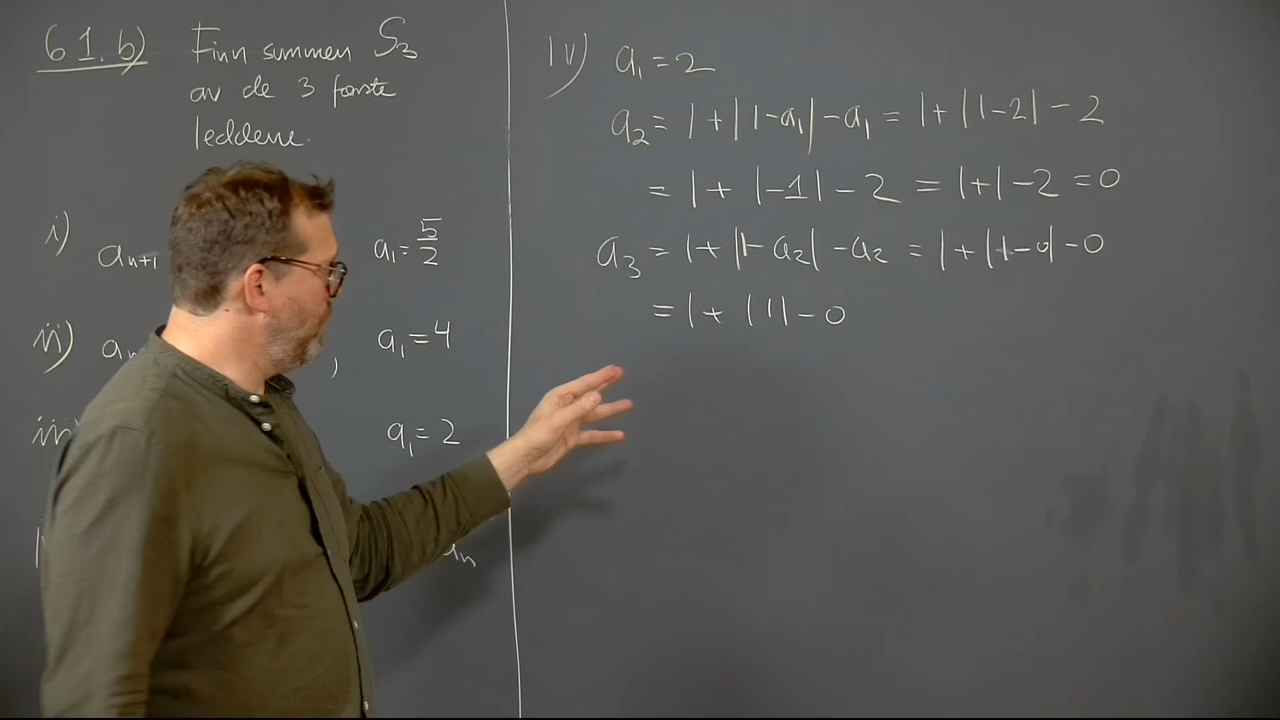 6.1.b) Finn summen S₃
av de 3 første
leddene.
i) aₙ₊₁ a₁ = 5/2
ii) a , a₁ = 4
iii) a₁ = 2
iv) a₁ = 2
a₂ = 1 + |1-a₁| - a₁ = 1 + |1-2| - 2
= 1 + |-1| - 2 = 1+1-2 = 0
a₃ = 1 + |1-a₂| - a₂ = 1 + |1-0| - 0
= 1 + |1| - 0